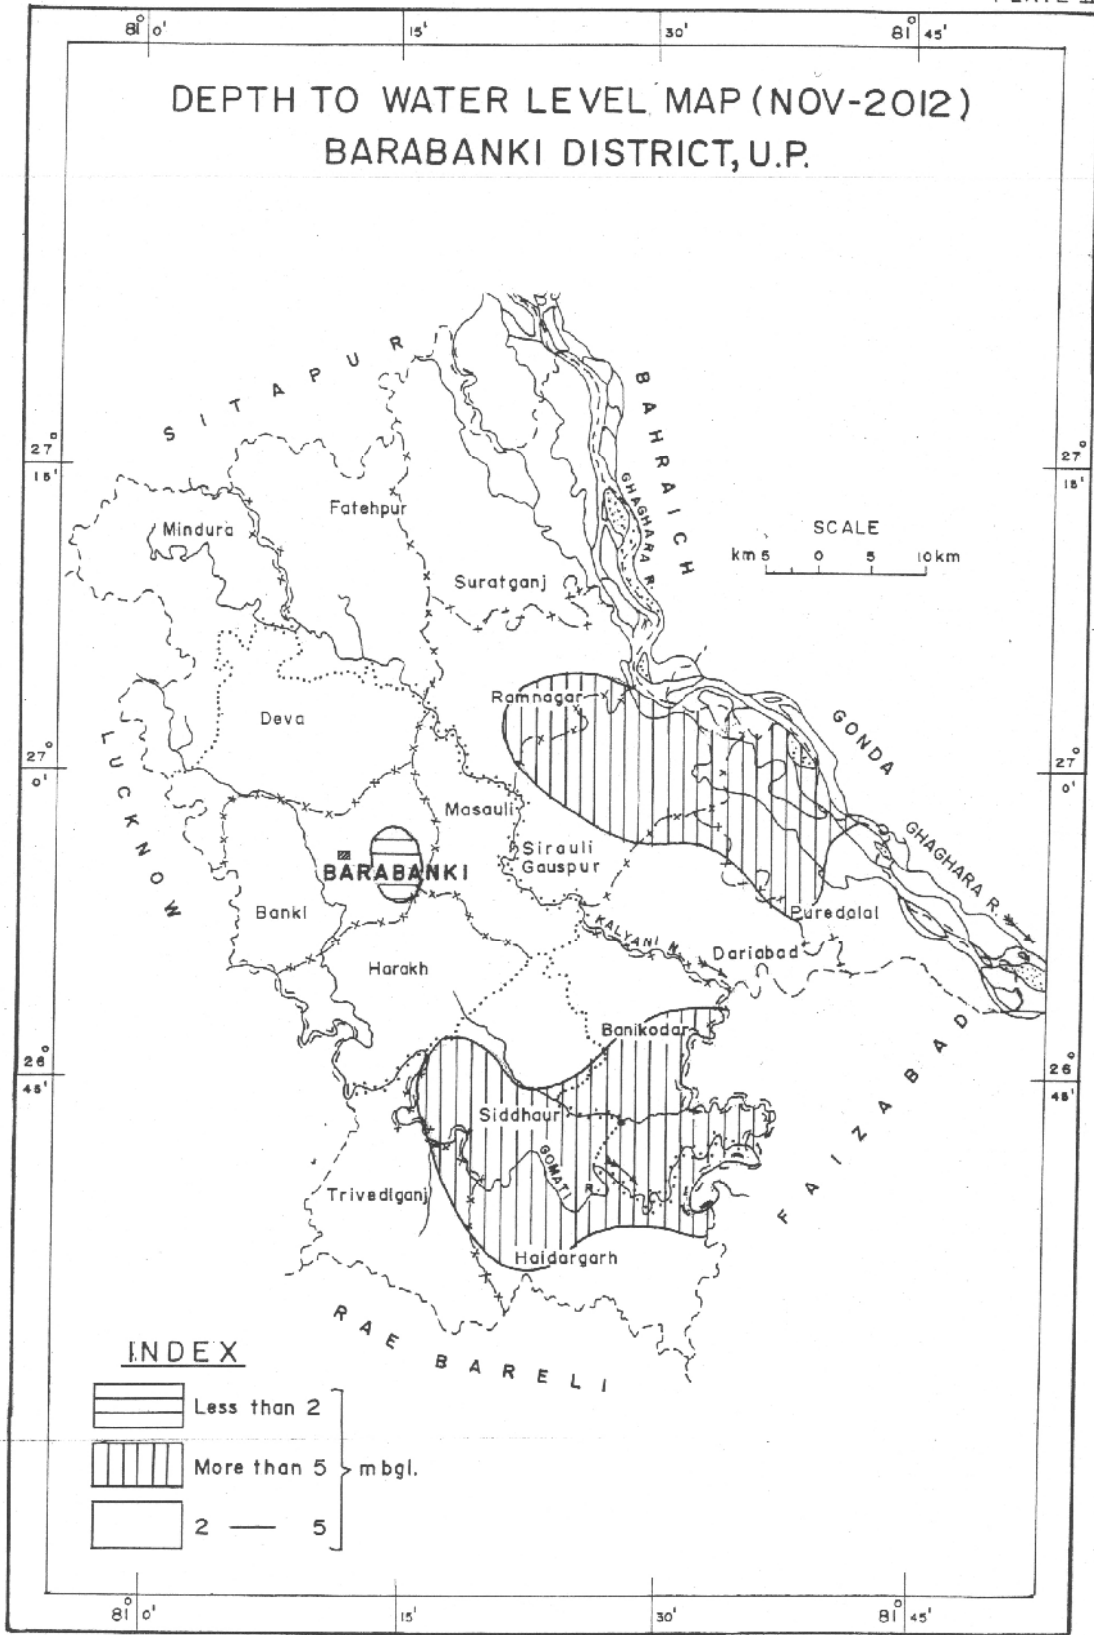 PLATE II
81° 0' 15' 30' 81° 45'
DEPTH TO WATER LEVEL MAP (NOV-2012)
BARABANKI DISTRICT, U.P.
SITAPUR
BAHRAICH
27° 15'
27° 15'
GHAGHARA R.
Fatehpur
Mindura
SCALE
km 5 0 5 10 km
Suratganj
Ramnagar
Deva
GONDA
LUCKNOW
27° 0'
27° 0'
Masauli
GHAGHARA R.
Sirauli
Gauspur
BARABANKI
Banki
Puredalal
KALYANI N.
Dariabad
Harakh
Banikodar
FAIZABAD
26° 45'
26° 45'
Siddhaur
GOMATI R.
Trivediganj
Haidargarh
RAE BARELI
INDEX
Less than 2
More than 5 mbgl.
2 — 5
81° 0' 15' 30' 81° 45'